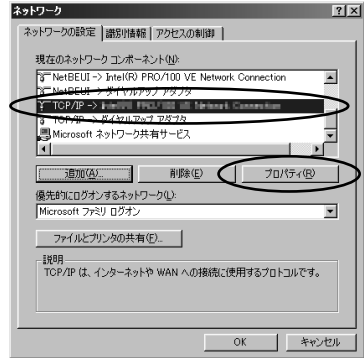 ネットワーク
ネットワークの設定 識別情報 アクセスの制御
現在のネットワーク コンポーネント(N):
NetBEUI -> Intel(R) PRO/100 VE Network Connection
NetBEUI -> ダイヤルアップ アダプタ
TCP/IP ->
TCP/IP -> ダイヤルアップ アダプタ
Microsoft ネットワーク共有サービス
追加(A)... 削除(E) プロパティ(R)
優先的にログオンするネットワーク(L):
Microsoft ファミリ ログオン
ファイルとプリンタの共有(F)...
説明
TCP/IP は、インターネットや WAN への接続に使用するプロトコルです。
OK キャンセル